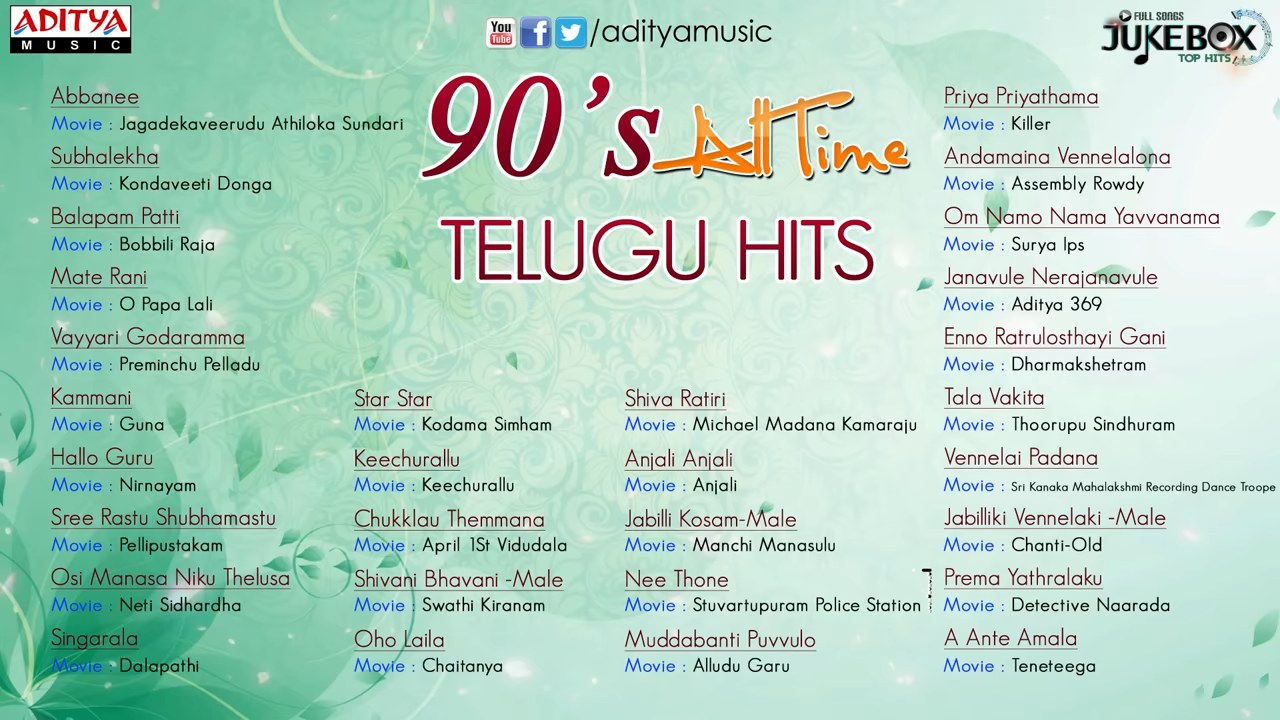 ADITYA
MUSIC
You
Tube
/adityamusic
FULL SONGS
JUKEBOX
TOP HITS
90's All Time
TELUGU HITS
Abbanee
Movie : Jagadekaveerudu Athiloka Sundari
Subhalekha
Movie : Kondaveeti Donga
Balapam Patti
Movie : Bobbili Raja
Mate Rani
Movie : O Papa Lali
Vayyari Godaramma
Movie : Preminchu Pelladu
Kammani
Movie : Guna
Hallo Guru
Movie : Nirnayam
Sree Rastu Shubhamastu
Movie : Pellipustakam
Osi Manasa Niku Thelusa
Movie : Neti Sidhardha
Singarala
Movie : Dalapathi
Star Star
Movie : Kodama Simham
Keechurallu
Movie : Keechurallu
Chukklau Themmana
Movie : April 1St Vidudala
Shivani Bhavani -Male
Movie : Swathi Kiranam
Oho Laila
Movie : Chaitanya
Shiva Ratiri
Movie : Michael Madana Kamaraju
Anjali Anjali
Movie : Anjali
Jabilli Kosam-Male
Movie : Manchi Manasulu
Nee Thone
Movie : Stuvartupuram Police Station
Muddabanti Puvvulo
Movie : Alludu Garu
Priya Priyathama
Movie : Killer
Andamaina Vennelalona
Movie : Assembly Rowdy
Om Namo Nama Yavvanama
Movie : Surya Ips
Janavule Nerajanavule
Movie : Aditya 369
Enno Ratrulosthayi Gani
Movie : Dharmakshetram
Tala Vakita
Movie : Thoorupu Sindhuram
Vennelai Padana
Movie : Sri Kanaka Mahalakshmi Recording Dance Troope
Jabilliki Vennelaki -Male
Movie : Chanti-Old
Prema Yathralaku
Movie : Detective Naarada
A Ante Amala
Movie : Teneteega